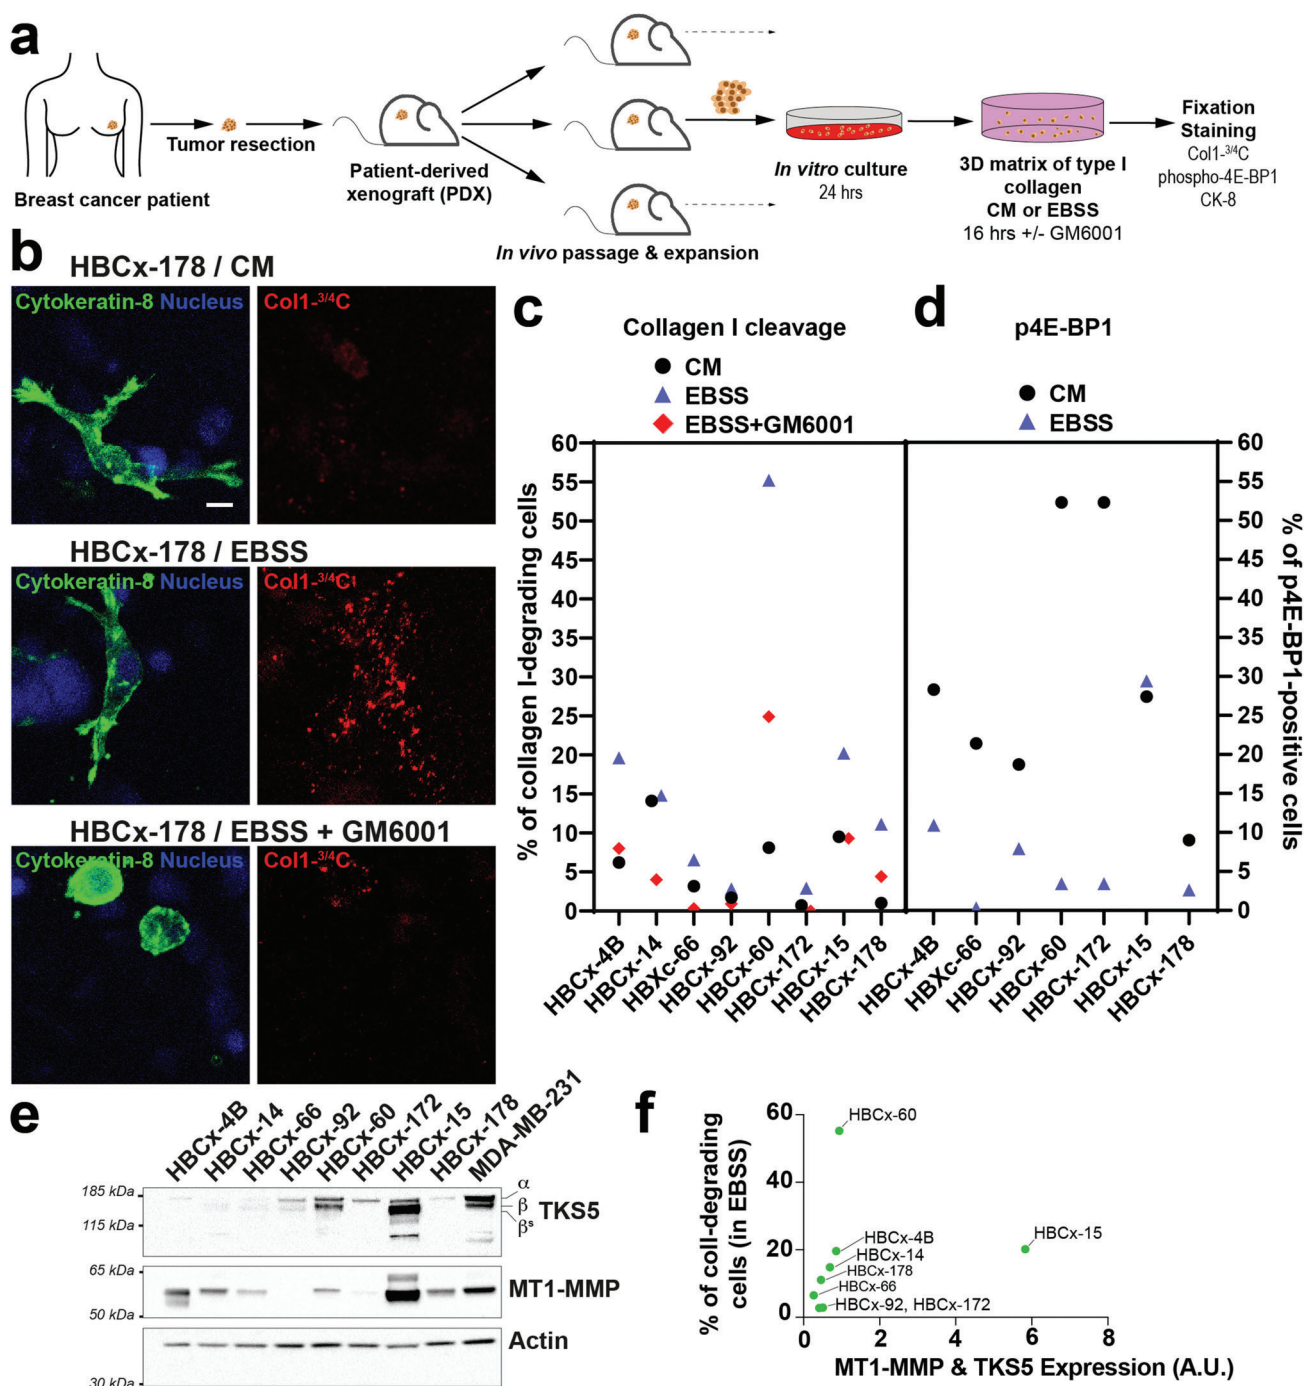 a
Breast cancer patient
Tumor resection
Patient-derived
xenograft (PDX)
In vivo passage & expansion
In vitro culture
24 hrs
3D matrix of type I
collagen
CM or EBSS
16 hrs +/- GM6001
Fixation
Staining
Col1-3/4C
phospho-4E-BP1
CK-8
b
HBCx-178 / CM
Cytokeratin-8 Nucleus
Col1-3/4C
HBCx-178 / EBSS
Cytokeratin-8 Nucleus
Col1-3/4C
HBCx-178 / EBSS + GM6001
Cytokeratin-8 Nucleus
Col1-3/4C
c
Collagen I cleavage
CM
EBSS
EBSS+GM6001
% of collagen I-degrading cells
60
55
50
45
40
35
30
25
20
15
10
5
0
HBCx-4B
HBCx-14
HBXc-66
HBCx-92
HBCx-60
HBCx-172
HBCx-15
HBCx-178
d
p4E-BP1
CM
EBSS
60
55
50
45
40
35
30
25
20
15
10
5
0
% of p4E-BP1-positive cells
HBCx-4B
HBXc-66
HBCx-92
HBCx-60
HBCx-172
HBCx-15
HBCx-178
e
HBCx-4B
HBCx-14
HBCx-66
HBCx-92
HBCx-60
HBCx-172
HBCx-15
HBCx-178
MDA-MB-231
185 kDa
115 kDa
α
β
βs
TKS5
65 kDa
50 kDa
MT1-MMP
Actin
30 kDa
f
% of coll-degrading
cells (in EBSS)
60
40
20
0
HBCx-60
HBCx-15
HBCx-4B
HBCx-14
HBCx-178
HBCx-66
HBCx-92, HBCx-172
0 2 4 6 8
MT1-MMP & TKS5 Expression (A.U.)